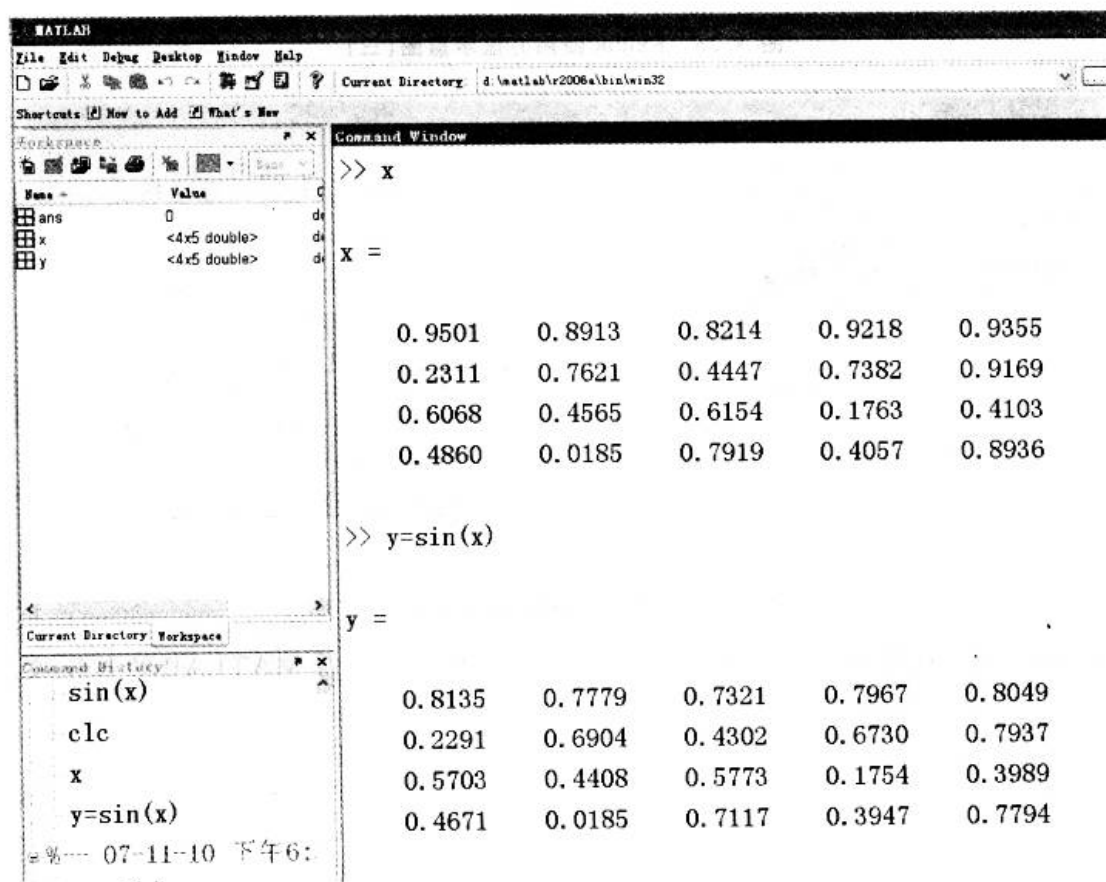 MATLAB
File Edit Debug Desktop Window Help
Current Directory d:\matlab\r2006a\bin\win32
Shortcuts How to Add What's New
Workspace
Name Value
ans 0
x <4x5 double>
y <4x5 double>
Current Directory Workspace
Command History
sin(x)
clc
x
y=sin(x)
%--- 07-11-10 下午6:
Command Window
>> x
x =
0.9501 0.8913 0.8214 0.9218 0.9355
0.2311 0.7621 0.4447 0.7382 0.9169
0.6068 0.4565 0.6154 0.1763 0.4103
0.4860 0.0185 0.7919 0.4057 0.8936
>> y=sin(x)
y =
0.8135 0.7779 0.7321 0.7967 0.8049
0.2291 0.6904 0.4302 0.6730 0.7937
0.5703 0.4408 0.5773 0.1754 0.3989
0.4671 0.0185 0.7117 0.3947 0.7794